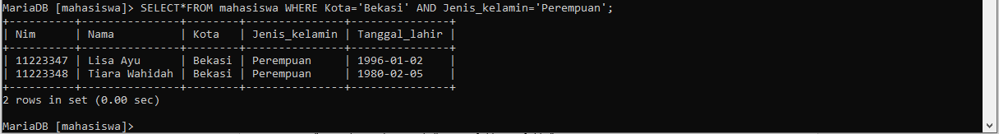 MariaDB [mahasiswa]> SELECT*FROM mahasiswa WHERE Kota='Bekasi' AND Jenis_kelamin='Perempuan';
+----------+---------------+--------+---------------+---------------+
| Nim      | Nama          | Kota   | Jenis_kelamin | Tanggal_lahir |
+----------+---------------+--------+---------------+---------------+
| 11223347 | Lisa Ayu      | Bekasi | Perempuan     | 1996-01-02    |
| 11223348 | Tiara Wahidah | Bekasi | Perempuan     | 1980-02-05    |
+----------+---------------+--------+---------------+---------------+
2 rows in set (0.00 sec)
MariaDB [mahasiswa]>